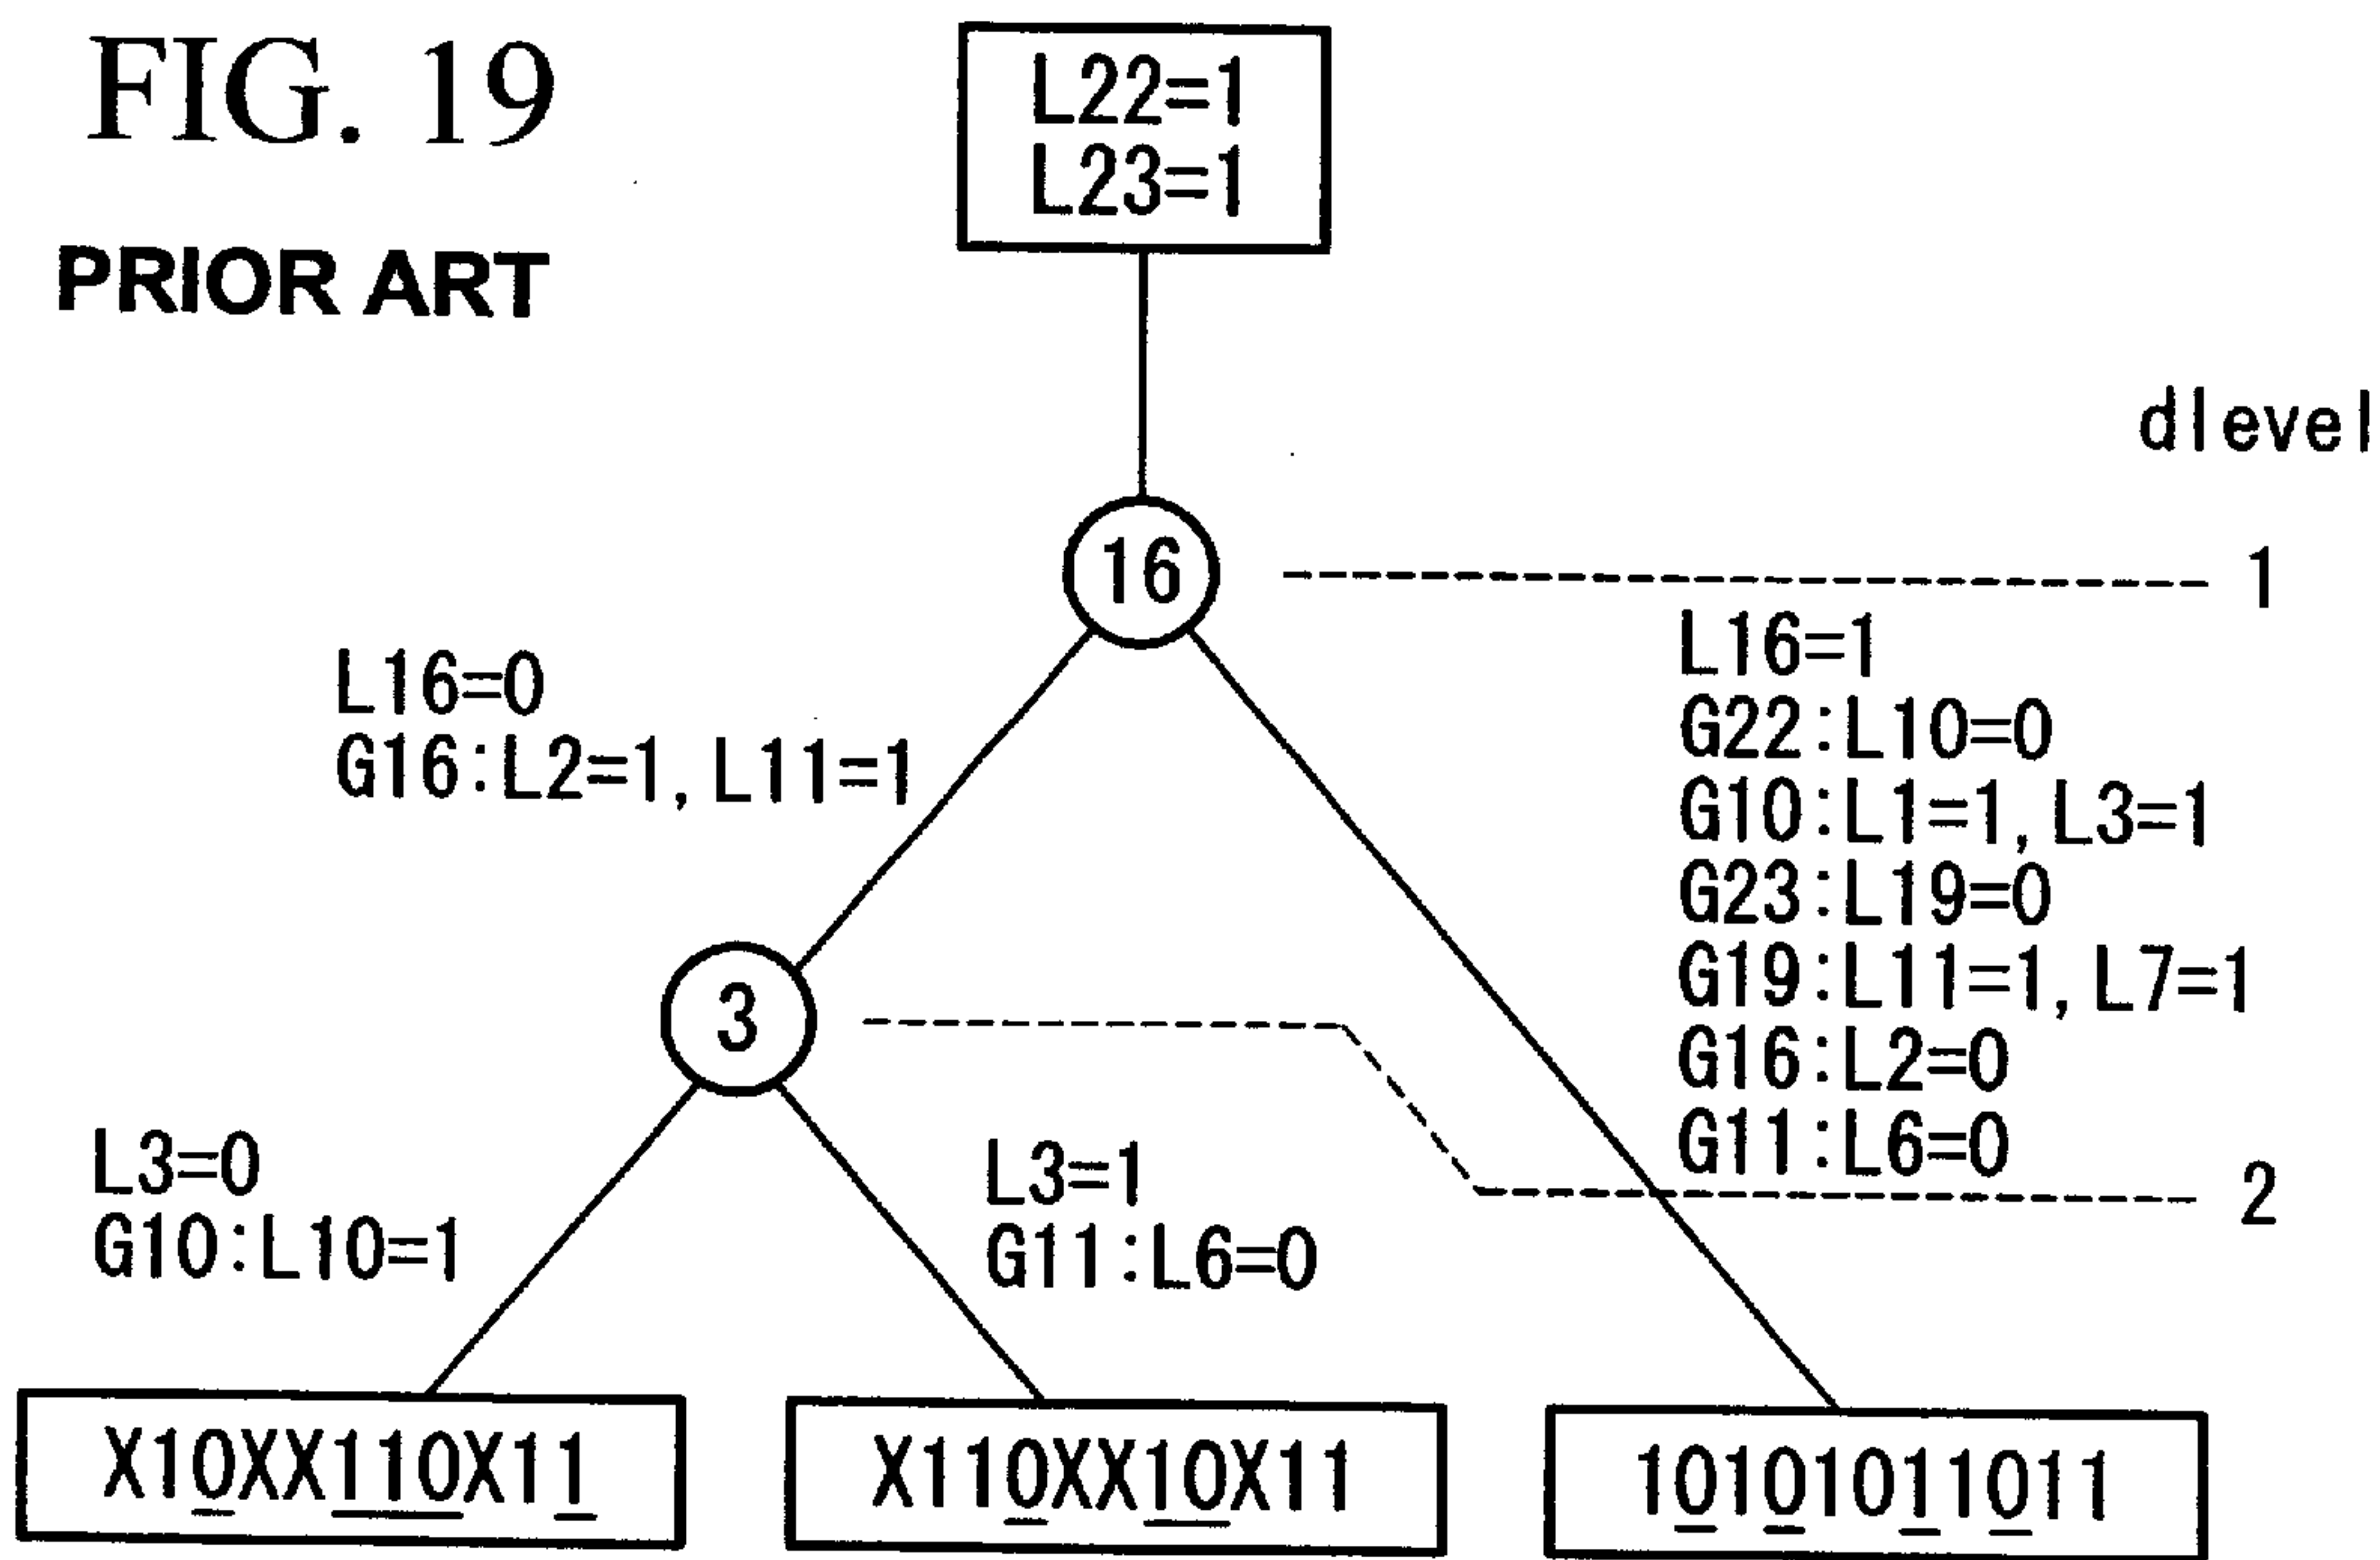 FIG. 19
PRIOR ART
L22=1
L23=1
dlevel
16
1
L16=0
G16:L2=1, L11=1
L16=1
G22:L10=0
G10:L1=1, L3=1
G23:L19=0
G19:L11=1, L7=1
G16:L2=0
G11:L6=0
3
2
L3=0
G10:L10=1
L3=1
G11:L6=0
X10XX110X11
X110XX10X11
10101011011